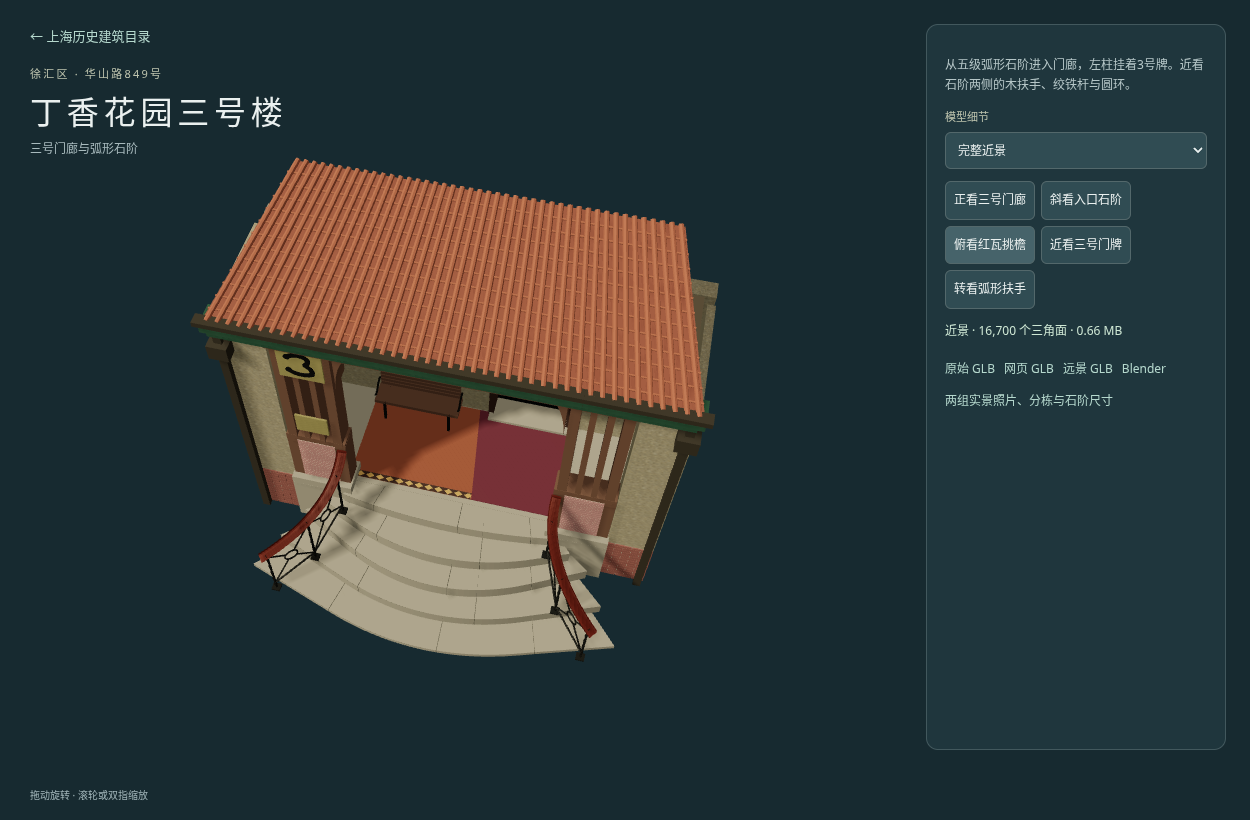 ← 上海历史建筑目录
徐汇区 · 华山路849号
丁香花园三号楼
三号门廊与弧形石阶
3
从五级弧形石阶进入门廊，左柱挂着3号牌。近看
石阶两侧的木扶手、绞铁杆与圆环。
模型细节
完整近景
正看三号门廊 斜看入口石阶
俯看红瓦挑檐 近看三号门牌
转看弧形扶手
近景 · 16,700 个三角面 · 0.66 MB
原始 GLB 网页 GLB 远景 GLB Blender
两组实景照片、分栋与石阶尺寸
拖动旋转 · 滚轮或双指缩放